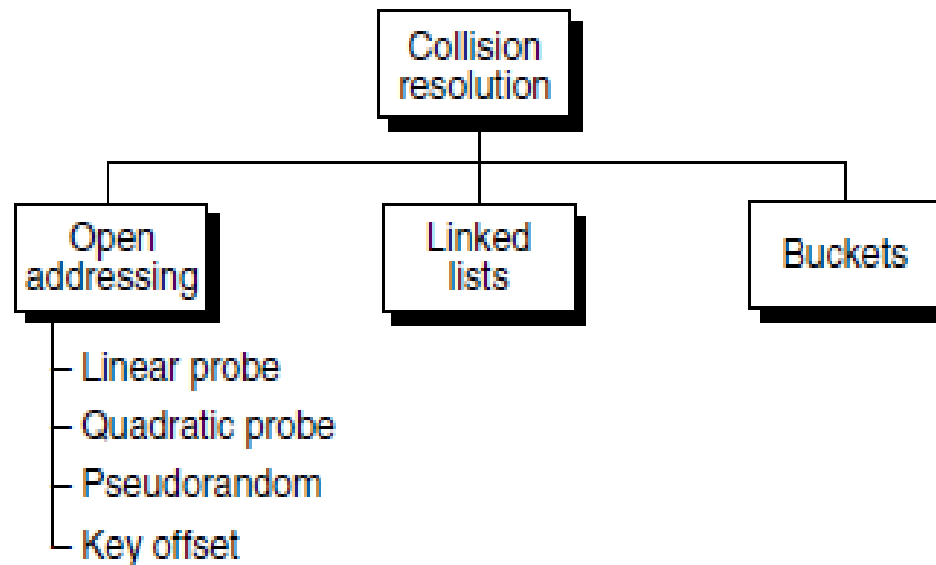 Collision
resolution
Open
addressing
Linked
lists
Buckets
Linear probe
Quadratic probe
Pseudorandom
Key offset